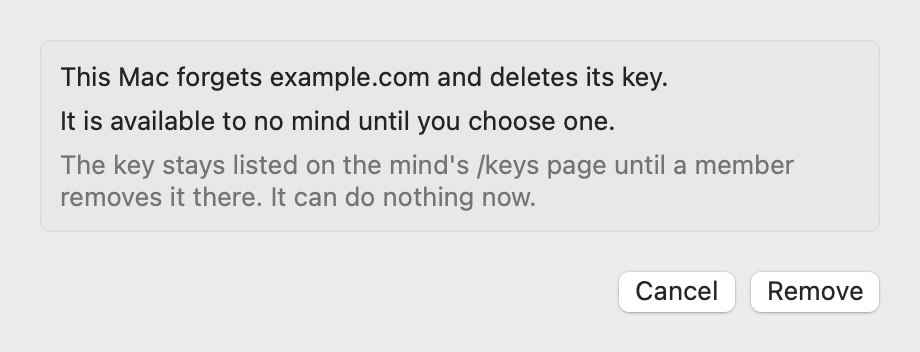 This Mac forgets example.com and deletes its key.
It is available to no mind until you choose one.
The key stays listed on the mind's /keys page until a member
removes it there. It can do nothing now.
Cancel
Remove